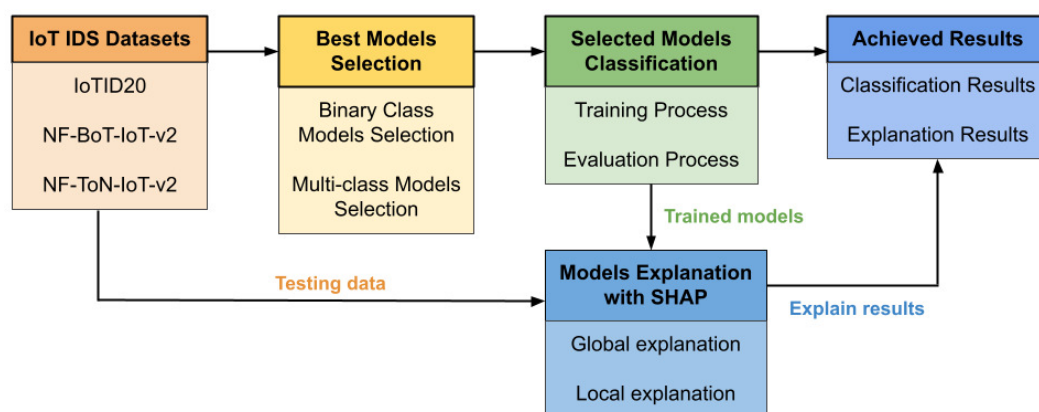 IoT IDS Datasets
IoTID20
NF-BoT-IoT-v2
NF-ToN-IoT-v2
Best Models
Selection
Binary Class
Models Selection
Multi-class Models
Selection
Selected Models
Classification
Training Process
Evaluation Process
Achieved Results
Classification Results
Explanation Results
Trained models
Testing data
Models Explanation
with SHAP
Global explanation
Local explanation
Explain results